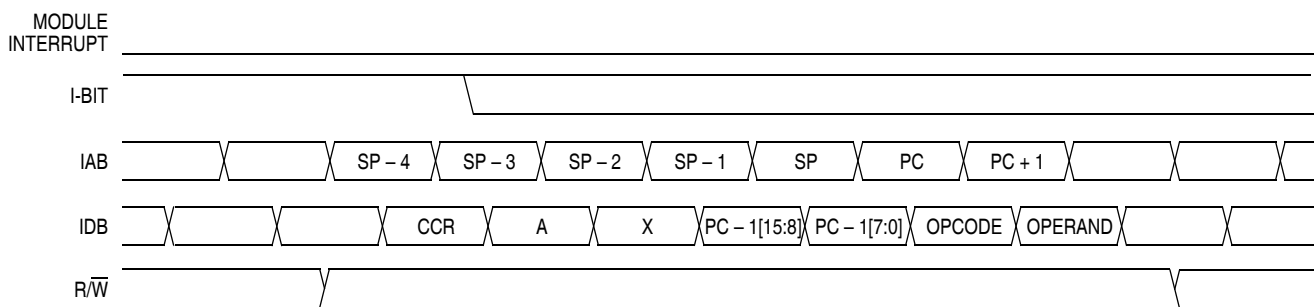 MODULE
INTERRUPT
I-BIT
IAB SP – 4 SP – 3 SP – 2 SP – 1 SP PC PC + 1
IDB CCR A X PC – 1[15:8] PC – 1[7:0] OPCODE OPERAND
R/W̅